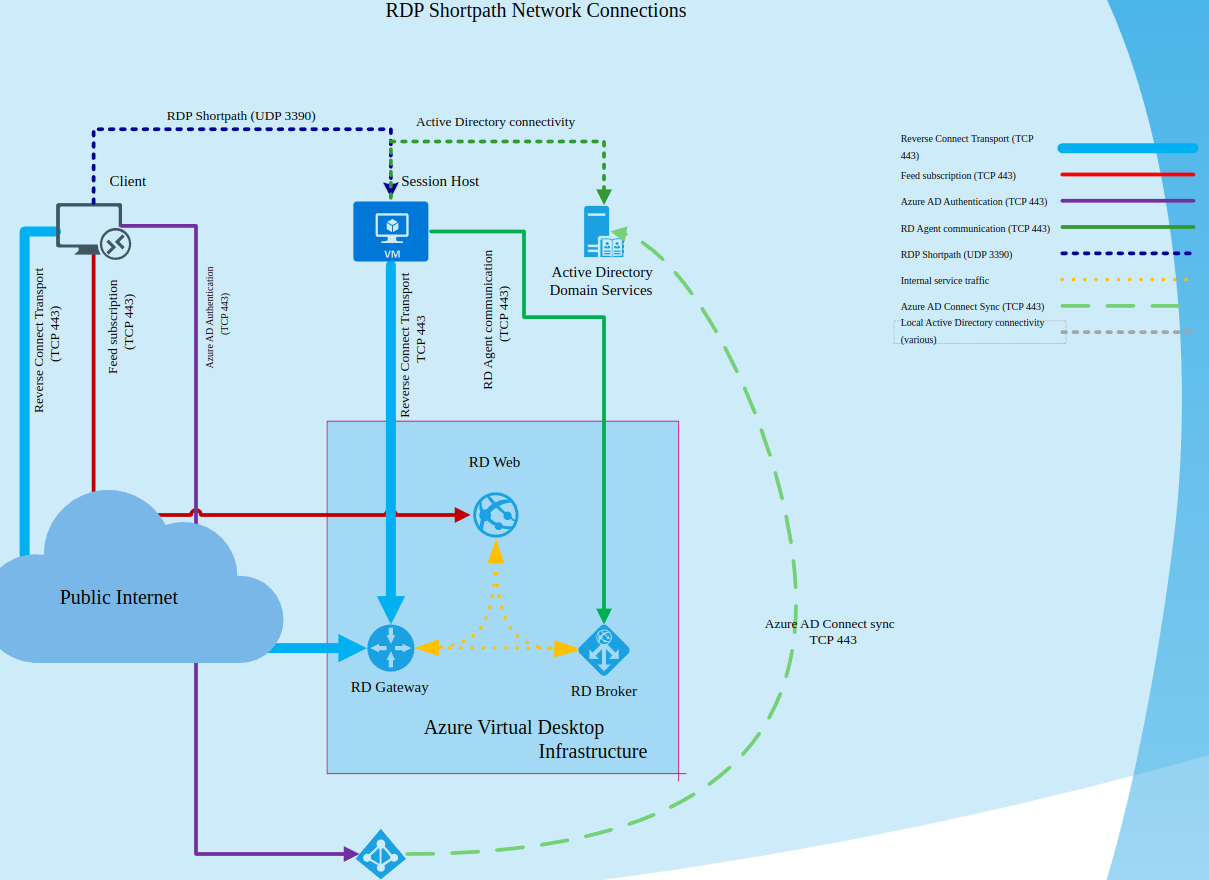 RDP Shortpath Network Connections
RDP Shortpath (UDP 3390)
Active Directory connectivity
Client
Session Host
VM
Active Directory
Domain Services
Reverse Connect Transport
(TCP 443)
Feed subscription
(TCP 443)
Azure AD Authentication
(TCP 443)
Reverse Connect Transport
TCP 443
RD Agent communication
(TCP 443)
RD Web
Public Internet
RD Gateway
RD Broker
Azure Virtual Desktop
Infrastructure
Azure AD Connect sync
TCP 443
Reverse Connect Transport (TCP
443)
Feed subscription (TCP 443)
Azure AD Authentication (TCP 443)
RD Agent communication (TCP 443)
RDP Shortpath (UDP 3390)
Internal service traffic
Azure AD Connect Sync (TCP 443)
Local Active Directory connectivity
(various)